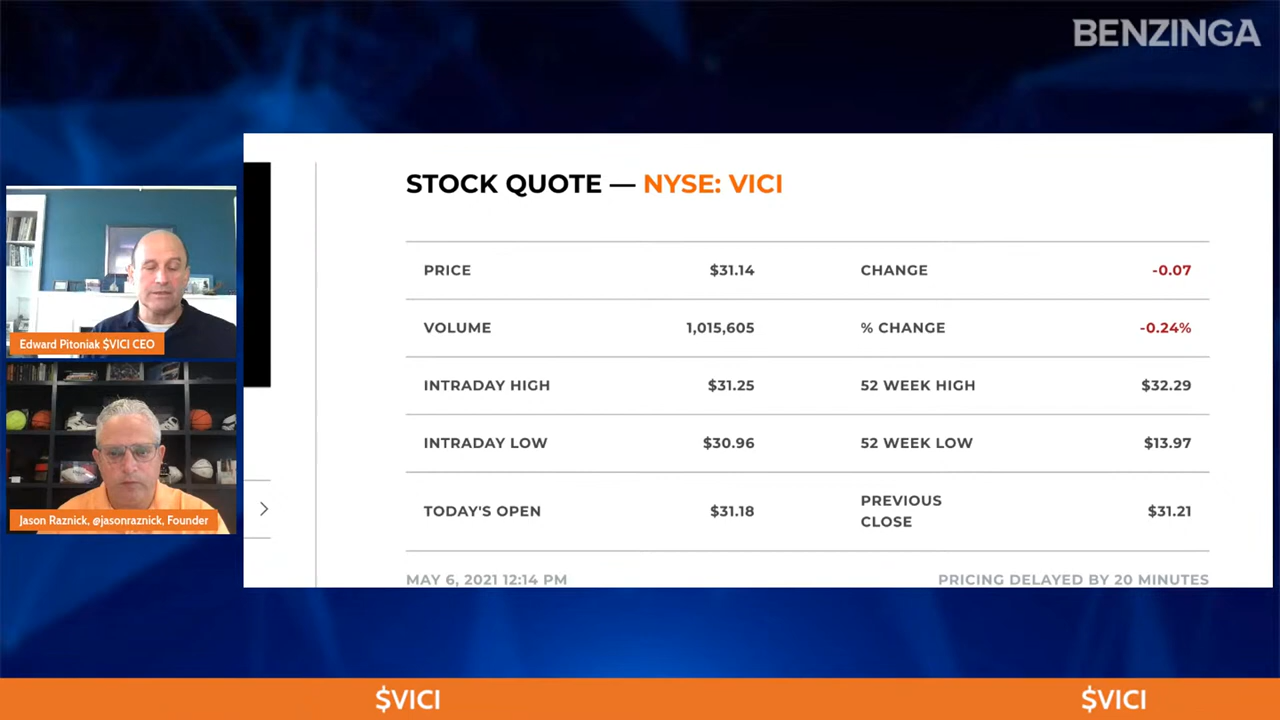 BENZINGA
STOCK QUOTE — NYSE: VICI
PRICE $31.14 CHANGE -0.07
VOLUME 1,015,605 % CHANGE -0.24%
INTRADAY HIGH $31.25 52 WEEK HIGH $32.29
INTRADAY LOW $30.96 52 WEEK LOW $13.97
TODAY'S OPEN $31.18 PREVIOUS CLOSE $31.21
MAY 6, 2021 12:14 PM PRICING DELAYED BY 20 MINUTES
Edward Pitoniak $VICI CEO
Jason Raznick, @jasonraznick, Founder
$VICI $VICI